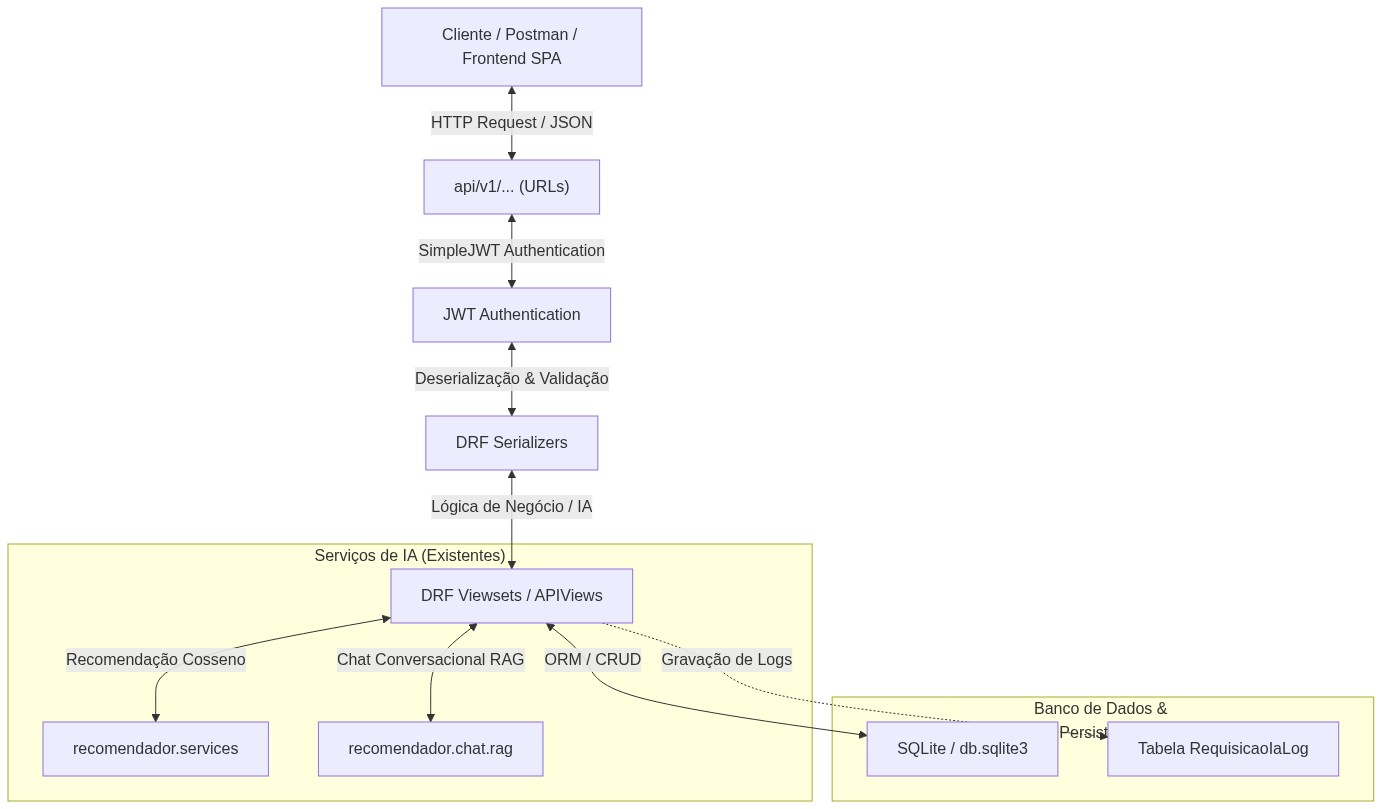 Cliente / Postman /
Frontend SPA
HTTP Request / JSON
api/v1/... (URLs)
SimpleJWT Authentication
JWT Authentication
Deserialização & Validação
DRF Serializers
Lógica de Negócio / IA
Serviços de IA (Existentes)
DRF Viewsets / APIViews
Recomendação Cosseno
Chat Conversacional RAG
ORM / CRUD
Gravação de Logs
Banco de Dados &
recomendador.services
recomendador.chat.rag
SQLite / db.sqlite3
Tabela RequisicaoIaLog